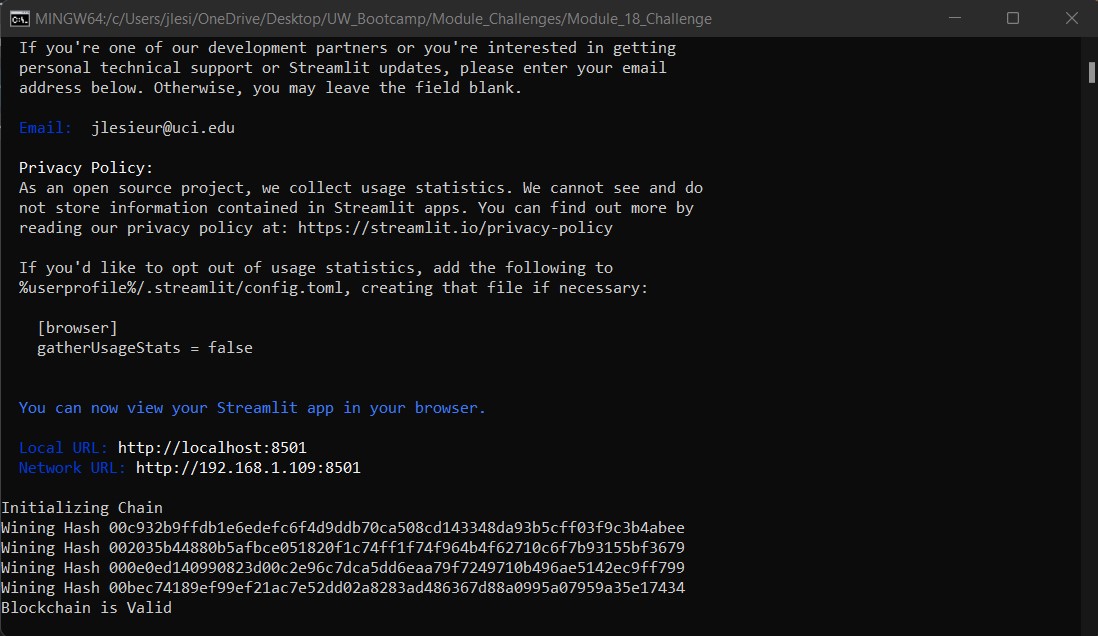 MINGW64:/c/Users/jlesi/OneDrive/Desktop/UW_Bootcamp/Module_Challenges/Module_18_Challenge
If you're one of our development partners or you're interested in getting
personal technical support or Streamlit updates, please enter your email
address below. Otherwise, you may leave the field blank.
Email: jlesieur@uci.edu
Privacy Policy:
As an open source project, we collect usage statistics. We cannot see and do
not store information contained in Streamlit apps. You can find out more by
reading our privacy policy at: https://streamlit.io/privacy-policy
If you'd like to opt out of usage statistics, add the following to
%userprofile%/.streamlit/config.toml, creating that file if necessary:
[browser]
gatherUsageStats = false
You can now view your Streamlit app in your browser.
Local URL: http://localhost:8501
Network URL: http://192.168.1.109:8501
Initializing Chain
Wining Hash 00c932b9ffdb1e6edefc6f4d9ddb70ca508cd143348da93b5cff03f9c3b4abee
Wining Hash 002035b44880b5afbce051820f1c74ff1f74f964b4f62710c6f7b93155bf3679
Wining Hash 000e0ed140990823d00c2e96c7dca5dd6eaa79f7249710b496ae5142ec9ff799
Wining Hash 00bec74189ef99ef21ac7e52dd02a8283ad486367d88a0995a07959a35e17434
Blockchain is Valid